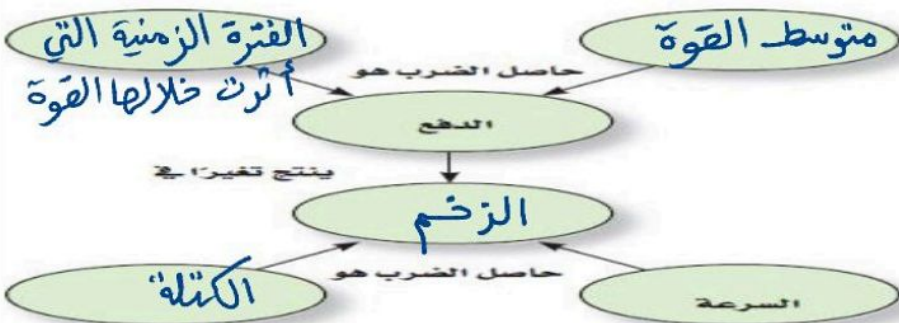 متوسط القوة
الفترة الزمنية التي
أثرت خلالها القوة
حاصل الضرب هو
الدفع
ينتج تغيرًا في
الزخم
الكتلة
حاصل الضرب هو
السرعة